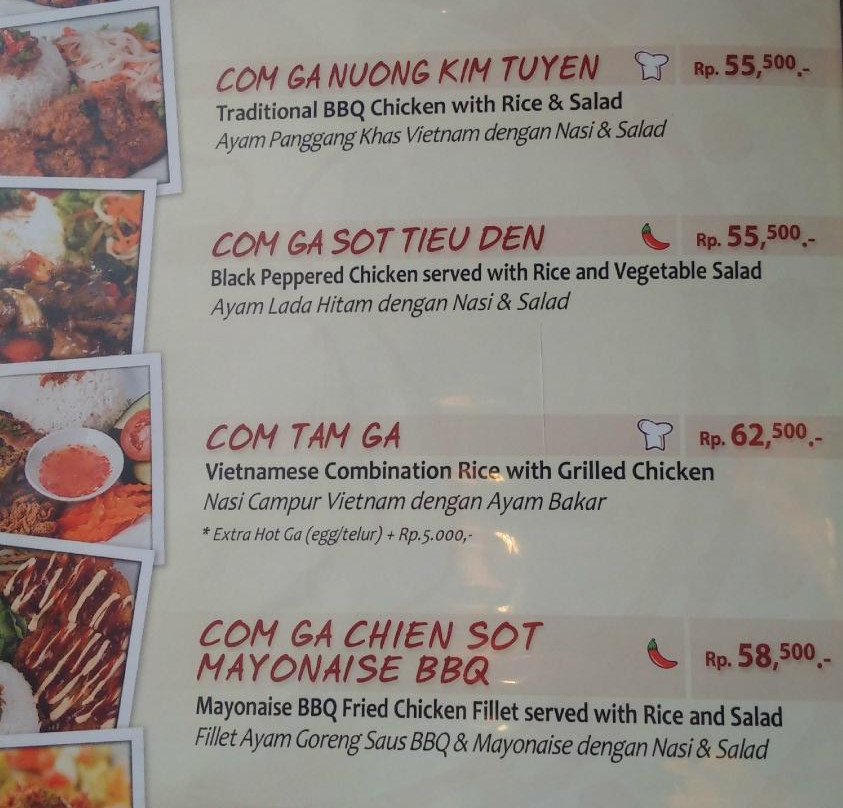 COM GA NUONG KIM TUYEN Rp. 55,500.-
Traditional BBQ Chicken with Rice & Salad
Ayam Panggang Khas Vietnam dengan Nasi & Salad
COM GA SOT TIEU DEN Rp. 55,500.-
Black Peppered Chicken served with Rice and Vegetable Salad
Ayam Lada Hitam dengan Nasi & Salad
COM TAM GA Rp. 62,500.-
Vietnamese Combination Rice with Grilled Chicken
Nasi Campur Vietnam dengan Ayam Bakar
* Extra Hot Ga (egg/telur) + Rp.5.000,-
COM GA CHIEN SOT
MAYONAISE BBQ Rp. 58,500.-
Mayonaise BBQ Fried Chicken Fillet served with Rice and Salad
Fillet Ayam Goreng Saus BBQ & Mayonaise dengan Nasi & Salad